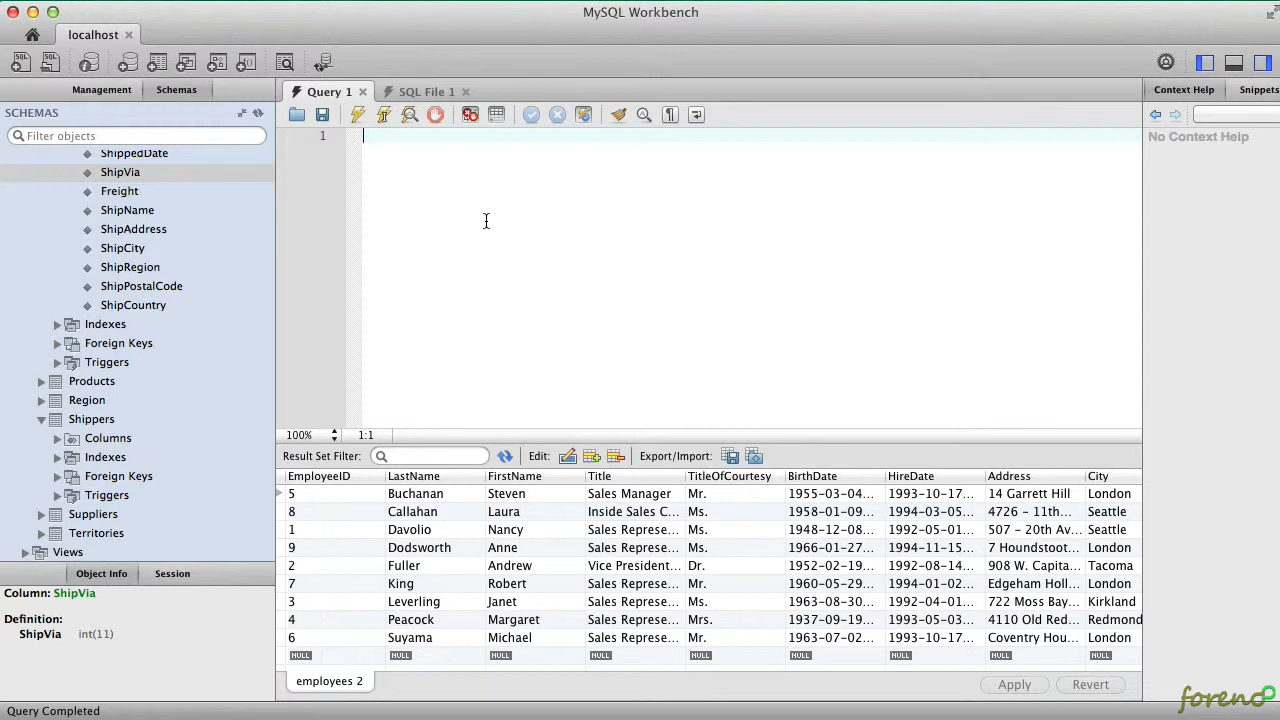 MySQL Workbench
localhost
Management
Schemas
Query 1
SQL File 1
Context Help
Snippets
SCHEMAS
Filter objects
1
No Context Help
ShippedDate
ShipVia
Freight
ShipName
ShipAddress
ShipCity
ShipRegion
ShipPostalCode
ShipCountry
Indexes
Foreign Keys
Triggers
Products
Region
Shippers
Columns
Indexes
Foreign Keys
Triggers
Suppliers
Territories
Views
100%
1:1
Result Set Filter:
Edit:
Export/Import:
EmployeeID LastName FirstName Title TitleOfCourtesy BirthDate HireDate Address City
5 Buchanan Steven Sales Manager Mr. 1955-03-04... 1993-10-17... 14 Garrett Hill London
8 Callahan Laura Inside Sales C... Ms. 1958-01-09... 1994-03-05... 4726 - 11th... Seattle
1 Davolio Nancy Sales Represe... Ms. 1948-12-08... 1992-05-01... 507 - 20th Av... Seattle
9 Dodsworth Anne Sales Represe... Ms. 1966-01-27... 1994-11-15... 7 Houndstoot... London
2 Fuller Andrew Vice President... Dr. 1952-02-19... 1992-08-14... 908 W. Capita... Tacoma
7 King Robert Sales Represe... Mr. 1960-05-29... 1994-01-02... Edgeham Holl... London
3 Leverling Janet Sales Represe... Ms. 1963-08-30... 1992-04-01... 722 Moss Bay... Kirkland
4 Peacock Margaret Sales Represe... Mrs. 1937-09-19... 1993-05-03... 4110 Old Red... Redmond
6 Suyama Michael Sales Represe... Mr. 1963-07-02... 1993-10-17... Coventry Hou... London
NULL NULL NULL NULL NULL NULL NULL NULL NULL
employees 2
Apply
Revert
Object Info
Session
Column: ShipVia
Definition:
ShipVia int(11)
Query Completed
foreno